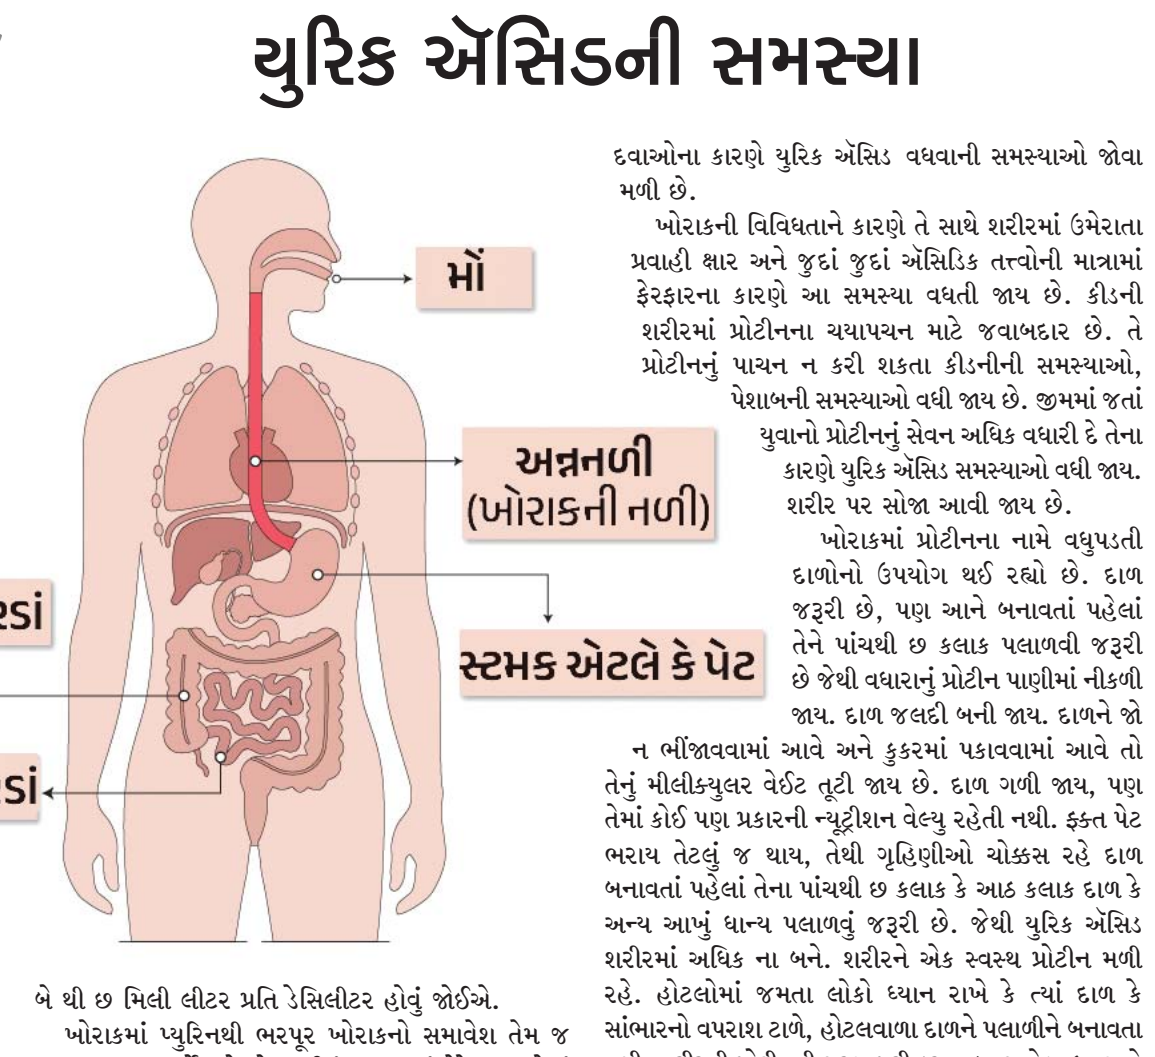 યુરિક ઍસિડની સમસ્યા
મોં
અન્નનળી
(ખોરાકની નળી)
સ્ટમક એટલે કે પેટ
બે થી છ મિલી લીટર પ્રતિ ડેસિલીટર હોવું જોઈએ.
ખોરાકમાં પ્યુરિનથી ભરપૂર ખોરાકનો સમાવેશ તેમ જ
દવાઓના કારણે યુરિક ઍસિડ વધવાની સમસ્યાઓ જોવા
મળી છે.
ખોરાકની વિવિધતાને કારણે તે સાથે શરીરમાં ઉમેરાતા
પ્રવાહી ક્ષાર અને જુદાં જુદાં ઍસિડિક તત્ત્વોની માત્રામાં
ફેરફારના કારણે આ સમસ્યા વધતી જાય છે. કીડની
શરીરમાં પ્રોટીનના ચયાપચન માટે જવાબદાર છે. તે
પ્રોટીનનું પાચન ન કરી શકતા કીડનીની સમસ્યાઓ,
પેશાબની સમસ્યાઓ વધી જાય છે. જીમમાં જતાં
યુવાનો પ્રોટીનનું સેવન અધિક વધારી દે તેના
કારણે યુરિક ઍસિડ સમસ્યાઓ વધી જાય.
શરીર પર સોજા આવી જાય છે.
ખોરાકમાં પ્રોટીનના નામે વધુપડતી
દાળોનો ઉપયોગ થઈ રહ્યો છે. દાળ
જરૂરી છે, પણ આને બનાવતાં પહેલાં
તેને પાંચથી છ કલાક પલાળવી જરૂરી
છે જેથી વધારાનું પ્રોટીન પાણીમાં નીકળી
જાય. દાળ જલદી બની જાય. દાળને જો
ન ભીંજાવવામાં આવે અને કુકરમાં પકાવવામાં આવે તો
તેનું મીલીક્યુલર વેઈટ તૂટી જાય છે. દાળ ગળી જાય, પણ
તેમાં કોઈ પણ પ્રકારની ન્યૂટ્રીશન વેલ્યુ રહેતી નથી. ફક્ત પેટ
ભરાય તેટલું જ થાય, તેથી ગૃહિણીઓ ચોક્કસ રહે દાળ
બનાવતાં પહેલાં તેના પાંચથી છ કલાક કે આઠ કલાક દાળ કે
અન્ય આખું ધાન્ય પલાળવું જરૂરી છે. જેથી યુરિક ઍસિડ
શરીરમાં અધિક ના બને. શરીરને એક સ્વસ્થ પ્રોટીન મળી
રહે. હોટલોમાં જમતા લોકો ધ્યાન રાખે કે ત્યાં દાળ કે
સાંભારનો વપરાશ ટાળે, હોટલવાળા દાળને પલાળીને બનાવતા